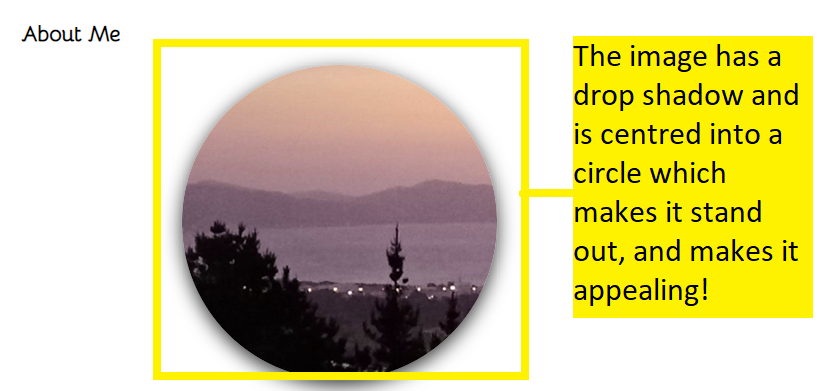 About Me
The image has a
drop shadow and
is centred into a
circle which
makes it stand
out, and makes it
appealing!